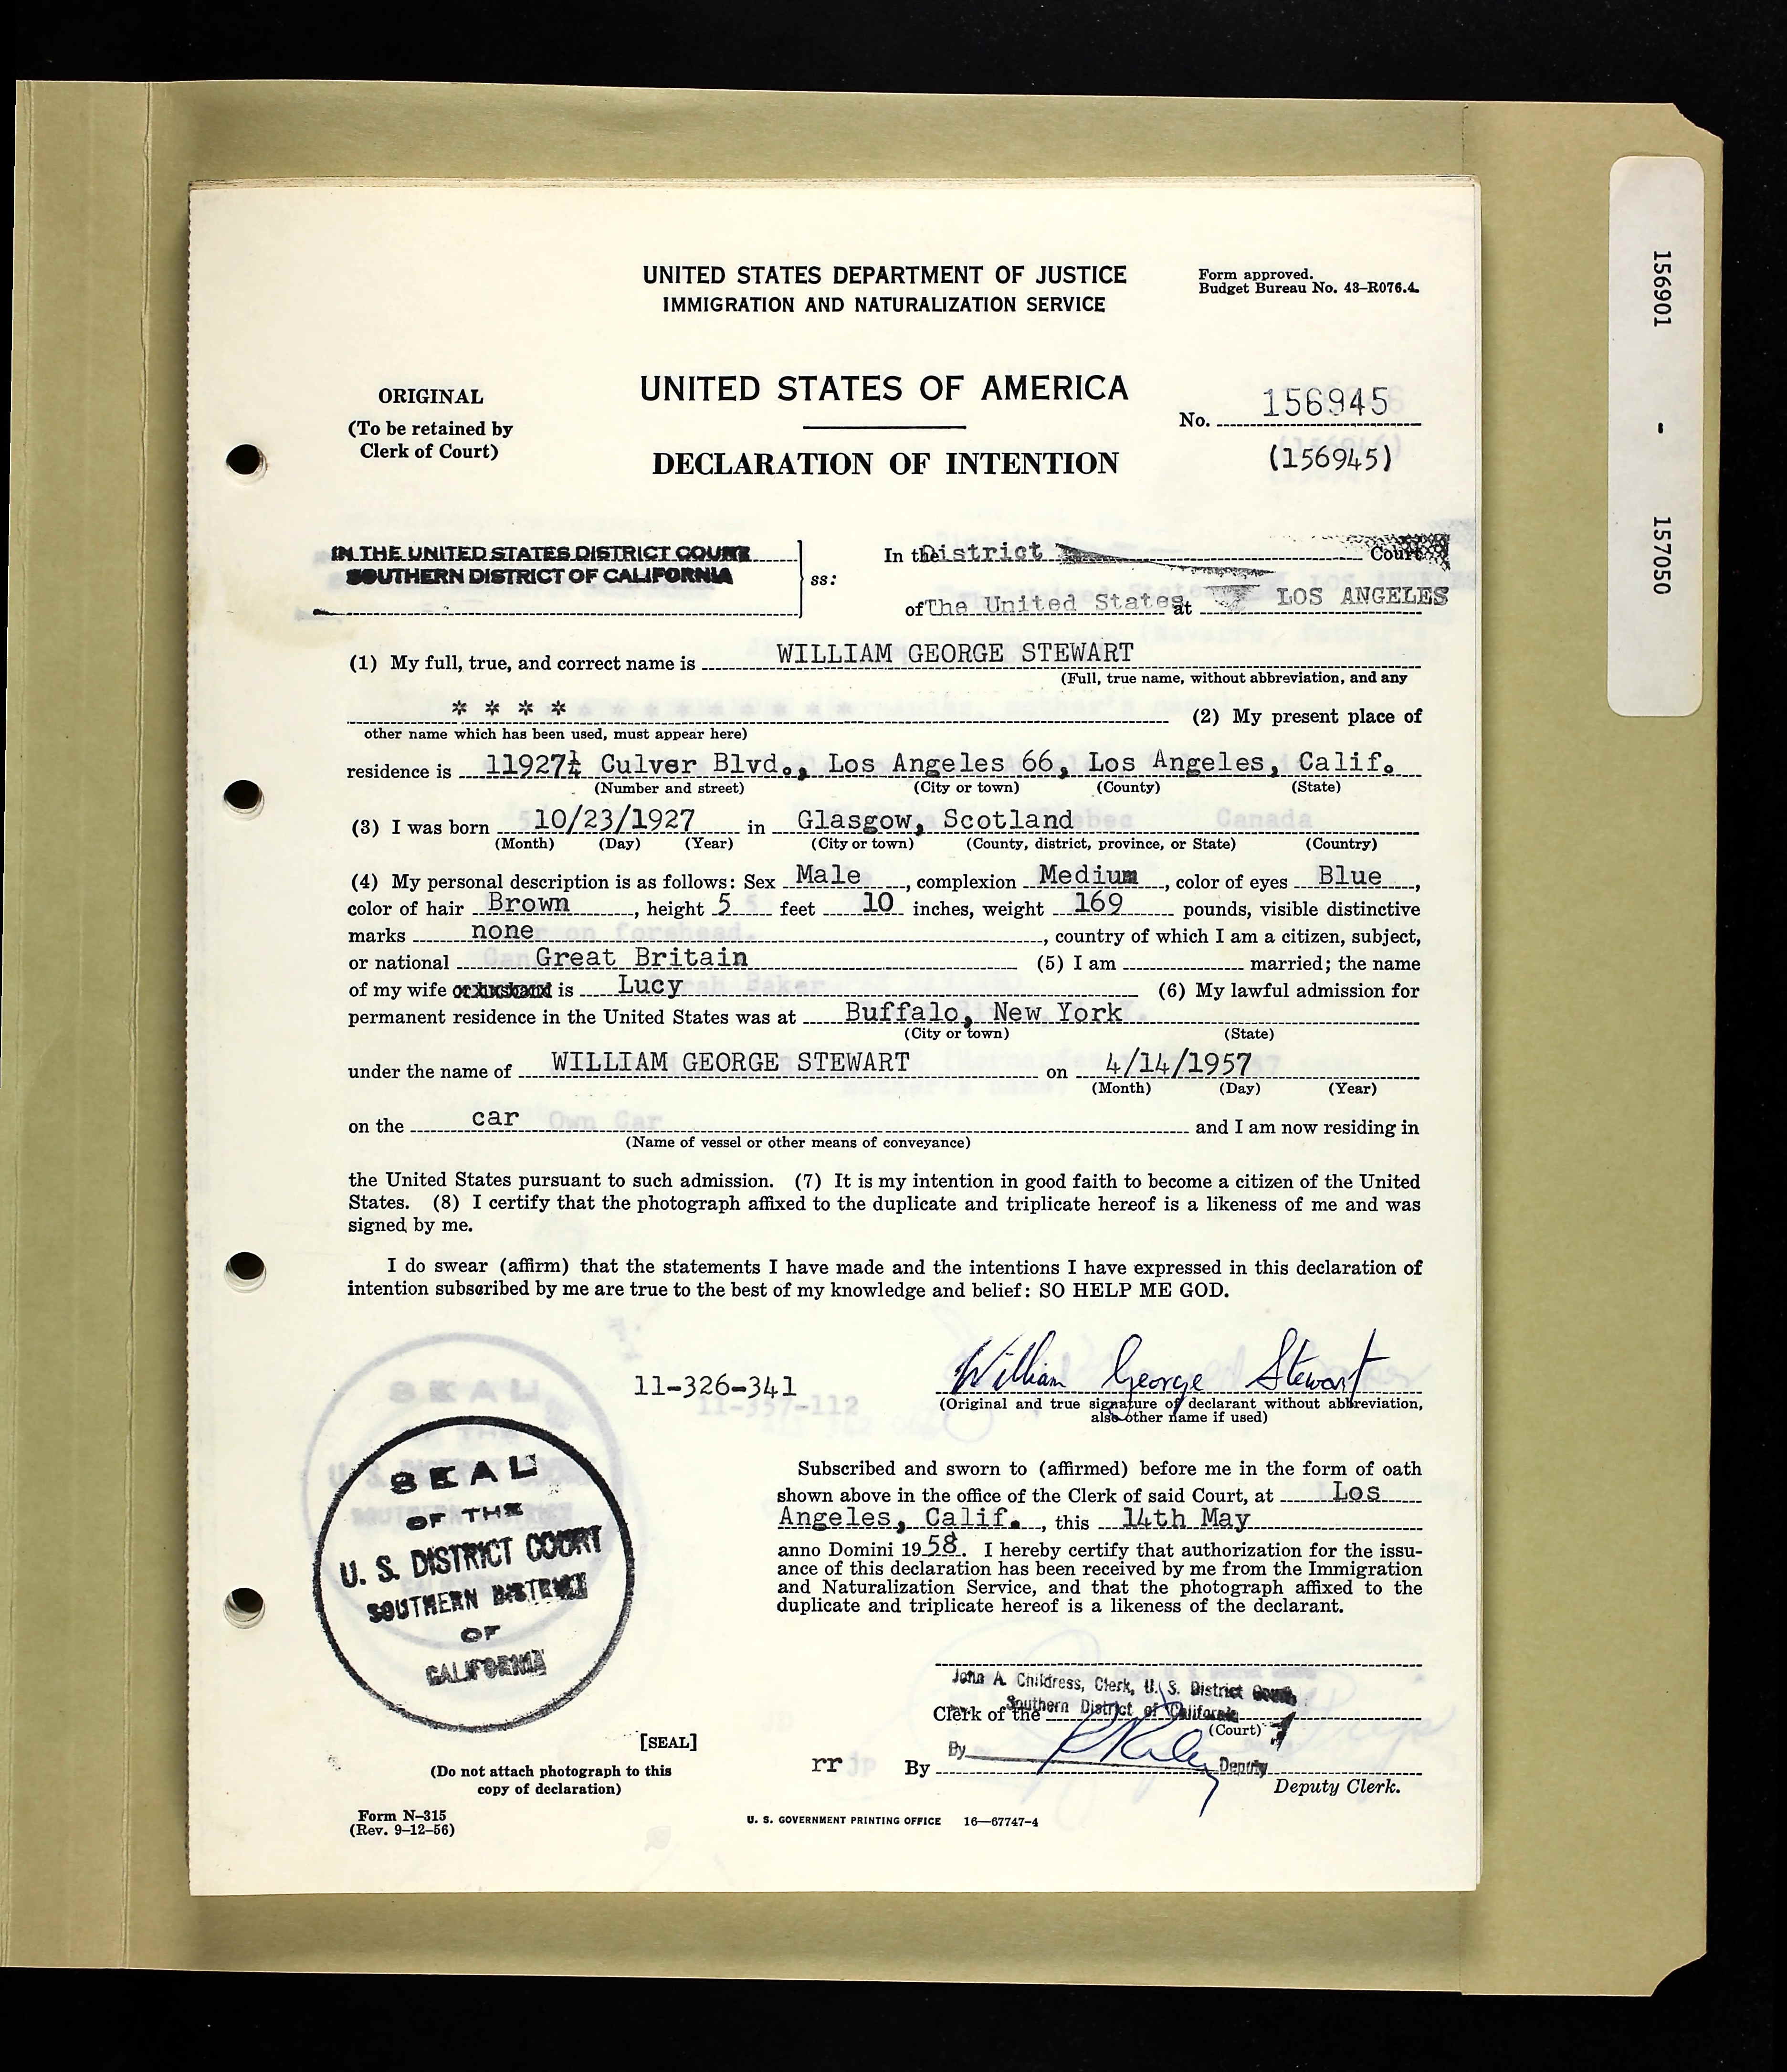 UNITED STATES DEPARTMENT OF JUSTICE
IMMIGRATION AND NATURALIZATION SERVICE
Form approved.
Budget Bureau No. 43–R076.4.
ORIGINAL
(To be retained by
Clerk of Court)
UNITED STATES OF AMERICA
DECLARATION OF INTENTION
No. 156945
(156945)
IN THE UNITED STATES DISTRICT COURT
SOUTHERN DISTRICT OF CALIFORNIA
ss:
In the District Court
of The United States at LOS ANGELES
(1) My full, true, and correct name is WILLIAM GEORGE STEWART
(Full, true name, without abbreviation, and any
* * * * (2) My present place of
other name which has been used, must appear here)
residence is 11927¼ Culver Blvd., Los Angeles 66, Los Angeles, Calif.
(Number and street) (City or town) (County) (State)
(3) I was born 10/23/1927 in Glasgow, Scotland
(Month) (Day) (Year) (City or town) (County, district, province, or State) (Country)
(4) My personal description is as follows: Sex Male, complexion Medium, color of eyes Blue,
color of hair Brown, height 5 feet 10 inches, weight 169 pounds, visible distinctive
marks none, country of which I am a citizen, subject,
or national Great Britain (5) I am married; the name
of my wife or husband is Lucy (6) My lawful admission for
permanent residence in the United States was at Buffalo, New York
(City or town) (State)
under the name of WILLIAM GEORGE STEWART on 4/14/1957
(Month) (Day) (Year)
on the car and I am now residing in
(Name of vessel or other means of conveyance)
the United States pursuant to such admission. (7) It is my intention in good faith to become a citizen of the United
States. (8) I certify that the photograph affixed to the duplicate and triplicate hereof is a likeness of me and was
signed by me.
I do swear (affirm) that the statements I have made and the intentions I have expressed in this declaration of
intention subscribed by me are true to the best of my knowledge and belief: SO HELP ME GOD.
11-326-341
William George Stewart
(Original and true signature of declarant without abbreviation,
also other name if used)
SEAL
OF THE
U. S. DISTRICT COURT
SOUTHERN DISTRICT
OF
CALIFORNIA
Subscribed and sworn to (affirmed) before me in the form of oath
shown above in the office of the Clerk of said Court, at Los
Angeles, Calif., this 14th May
anno Domini 1958. I hereby certify that authorization for the issu-
ance of this declaration has been received by me from the Immigration
and Naturalization Service, and that the photograph affixed to the
duplicate and triplicate hereof is a likeness of the declarant.
John A. Childress, Clerk, U. S. District Court,
Southern District of California
Clerk of the
(Court)
[SEAL]
By Deputy
rr By
Deputy Clerk.
(Do not attach photograph to this
copy of declaration)
Form N–315
(Rev. 9–12–56)
U. S. GOVERNMENT PRINTING OFFICE 16—67747-4
156901 - 157050